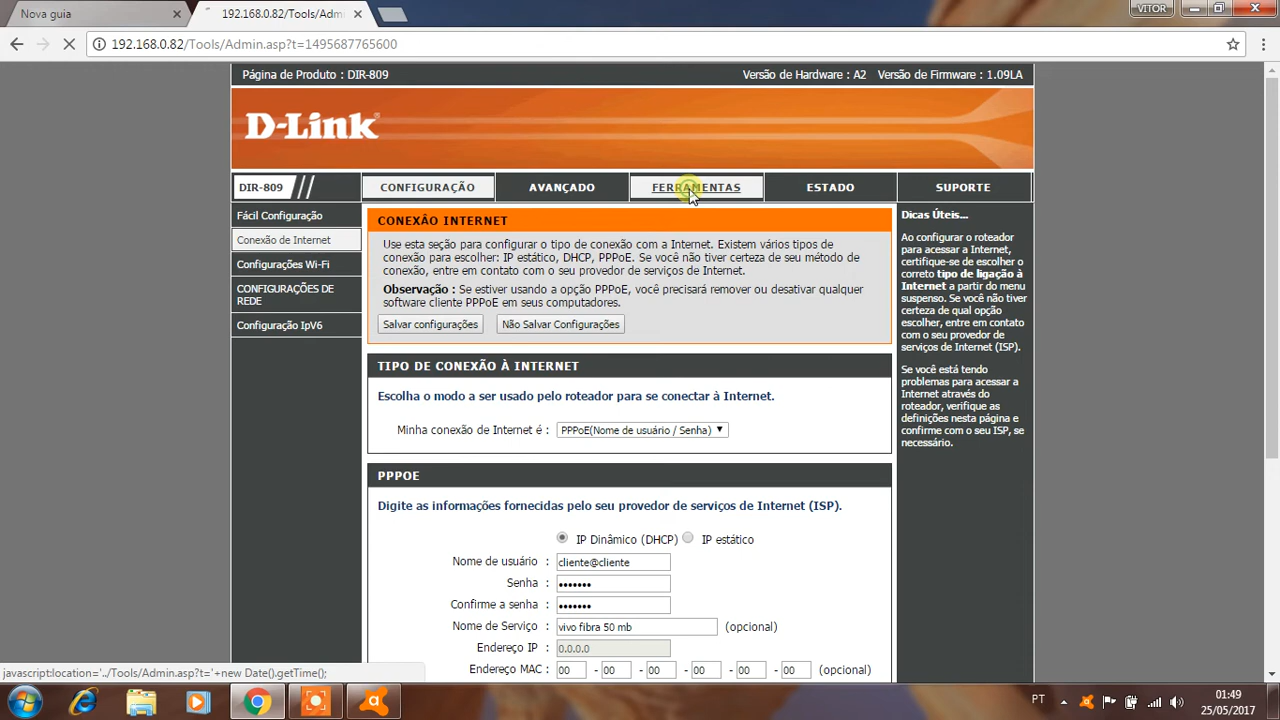 Nova guia
192.168.0.82/Tools/Adm
VITOR
192.168.0.82/Tools/Admin.asp?t=1495687765600
Página de Produto : DIR-809
Versão de Hardware : A2 Versão de Firmware : 1.09LA
D-Link
DIR-809
CONFIGURAÇÃO
AVANÇADO
FERRAMENTAS
ESTADO
SUPORTE
Fácil Configuração
Conexão de Internet
Configurações Wi-Fi
CONFIGURAÇÕES DE
REDE
Configuração IpV6
CONEXÂO INTERNET
Use esta seção para configurar o tipo de conexão com a Internet. Existem vários tipos de
conexão para escolher: IP estático, DHCP, PPPoE. Se você não tiver certeza de seu método de
conexão, entre em contato com o seu provedor de serviços de Internet.
Observação : Se estiver usando a opção PPPoE, você precisará remover ou desativar qualquer
software cliente PPPoE em seus computadores.
Salvar configurações
Não Salvar Configurações
TIPO DE CONEXÃO À INTERNET
Escolha o modo a ser usado pelo roteador para se conectar à Internet.
Minha conexão de Internet é :
PPPoE(Nome de usuário / Senha)
PPPOE
Digite as informações fornecidas pelo seu provedor de serviços de Internet (ISP).
IP Dinâmico (DHCP)
IP estático
Nome de usuário : cliente@cliente
Senha : •••••••
Confirme a senha : •••••••
Nome de Serviço : vivo fibra 50 mb (opcional)
Endereço IP : 0.0.0.0
Endereço MAC : 00 - 00 - 00 - 00 - 00 - 00 (opcional)
Dicas Úteis...
Ao configurar o roteador
para acessar a Internet,
certifique-se de escolher o
correto tipo de ligação à
Internet a partir do menu
suspenso. Se você não tiver
certeza de qual opção
escolher, entre em contato
com o seu provedor de
serviços de Internet (ISP).
Se você está tendo
problemas para acessar a
Internet através do
roteador, verifique as
definições nesta página e
confirme com o seu ISP, se
necessário.
javascript:location='../Tools/Admin.asp?t='+new Date().getTime();
PT
01:49
25/05/2017